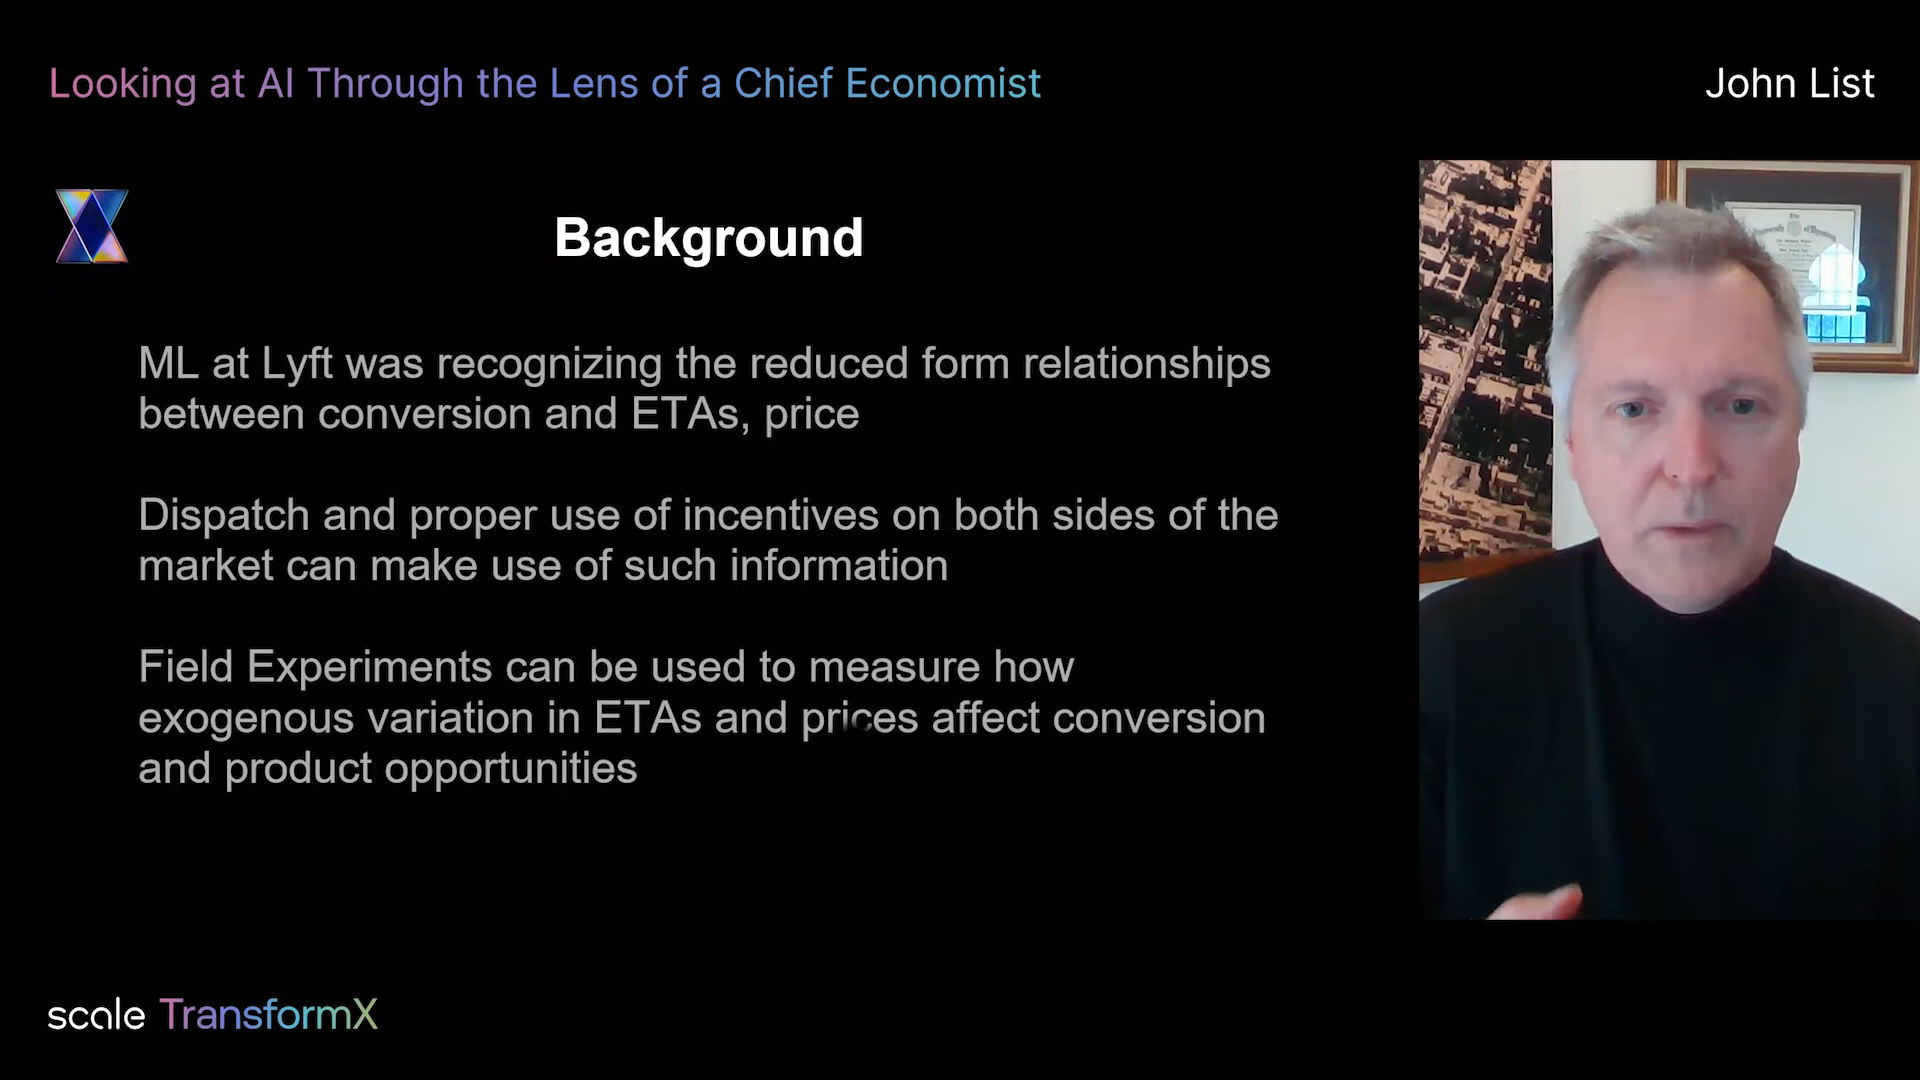 Looking at AI Through the Lens of a Chief Economist
John List
Background
ML at Lyft was recognizing the reduced form relationships
between conversion and ETAs, price
Dispatch and proper use of incentives on both sides of the
market can make use of such information
Field Experiments can be used to measure how
exogenous variation in ETAs and prices affect conversion
and product opportunities
scale TransformX